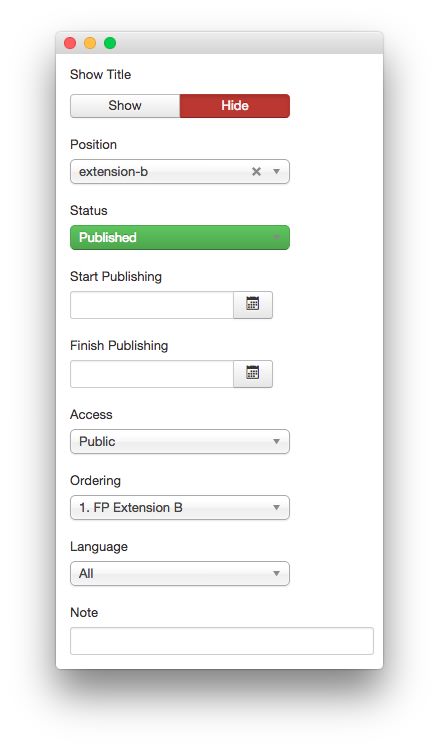 Show Title
Show Hide
Position
extension-b
Status
Published
Start Publishing
Finish Publishing
Access
Public
Ordering
1. FP Extension B
Language
All
Note